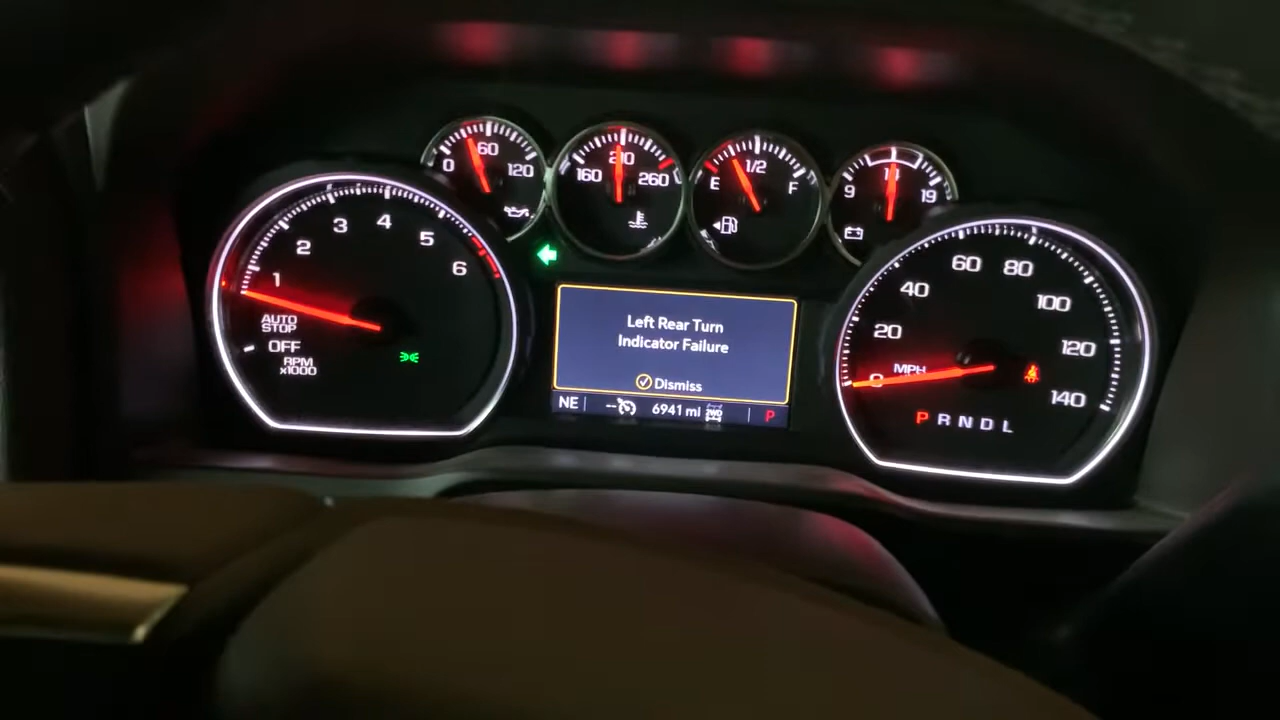 0 60 120
160 210 260
E 1/2 F
9 14 19
1 2 3 4 5 6
AUTO
STOP
OFF
RPM
x1000
Left Rear Turn
Indicator Failure
Dismiss
NE -- 6941 mi 2WD P
0 20 40 60 80 100 120 140
MPH
P R N D L